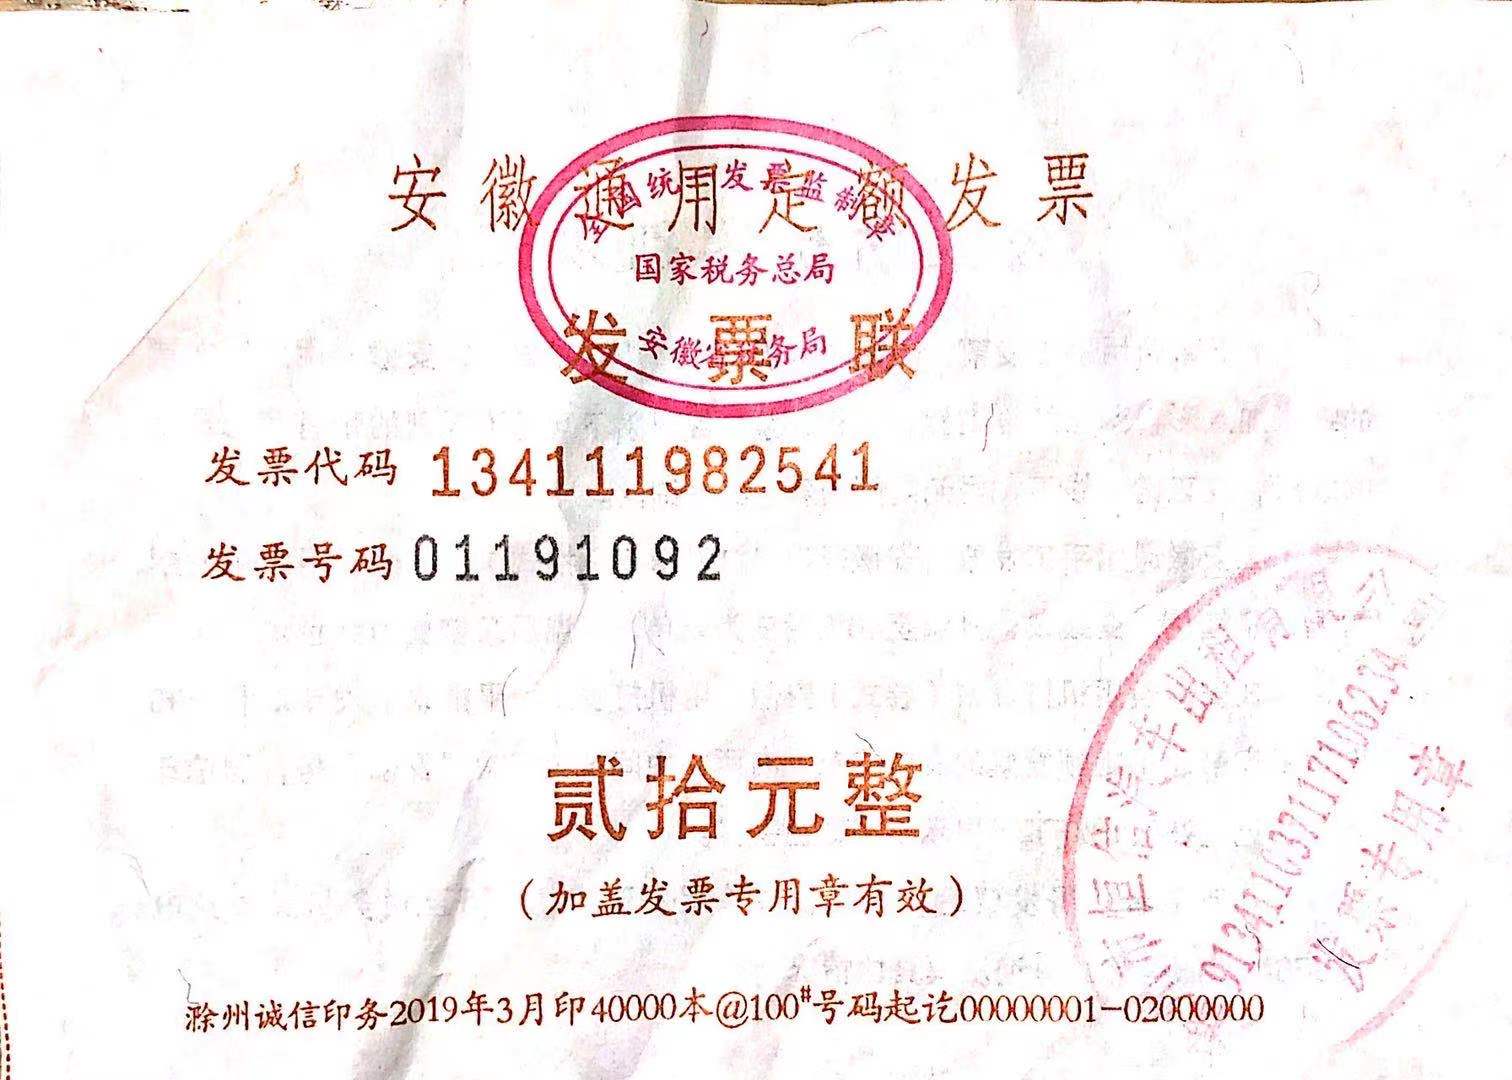 安徽通用定额发票
全国统一发票监制章
国家税务总局
安徽省税务局
发票联
发票代码 134111982541
发票号码 01191092
贰拾元整
(加盖发票专用章有效)
汽车出租有限公
发票专用章
滁州诚信印务2019年3月印40000本@100#号码起讫00000001-02000000